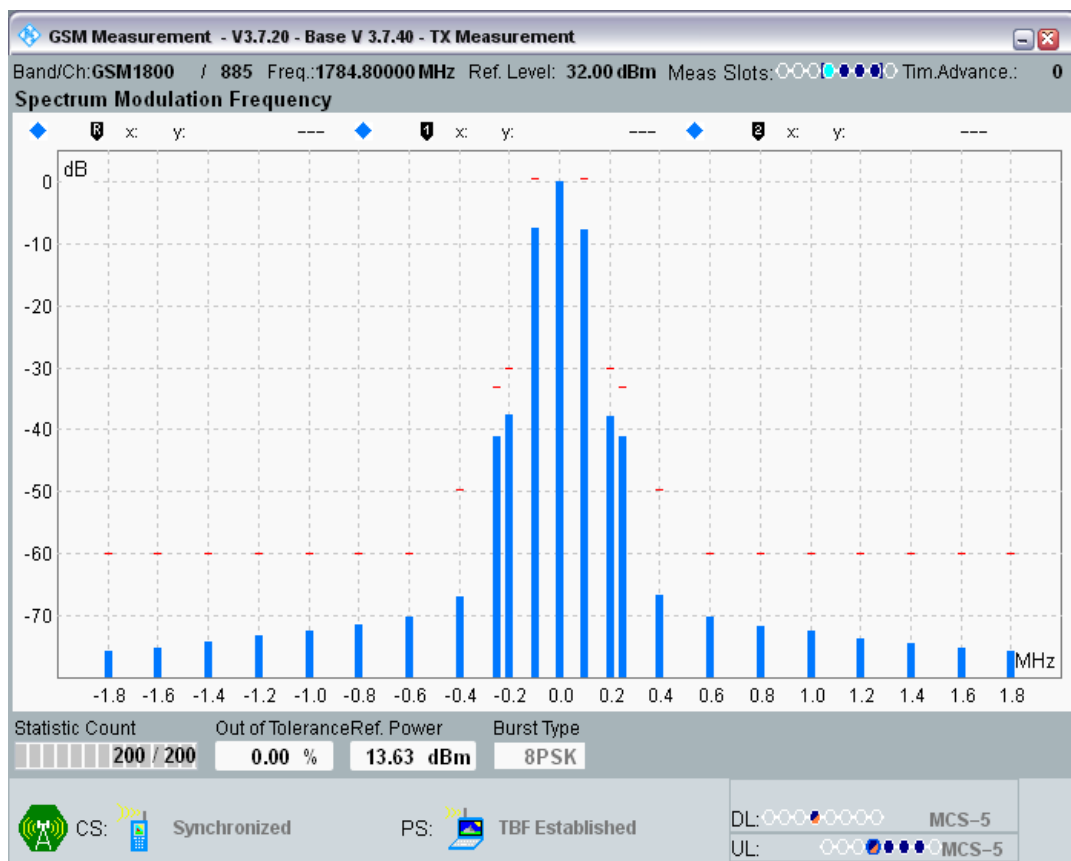 GSM Measurement - V3.7.20 - Base V 3.7.40 - TX Measurement
Band/Ch:GSM1800 / 885 Freq.:1784.80000 MHz Ref. Level: 32.00 dBm Meas Slots: Tim.Advance.: 0
Spectrum Modulation Frequency
R x: y: --- 1 x: y: --- 2 x: y: ---
dB
0
-10
-20
-30
-40
-50
-60
-70
MHz
-1.8 -1.6 -1.4 -1.2 -1.0 -0.8 -0.6 -0.4 -0.2 0.0 0.2 0.4 0.6 0.8 1.0 1.2 1.4 1.6 1.8
Statistic Count Out of Tolerance Ref. Power Burst Type
200 / 200 0.00 % 13.63 dBm 8PSK
CS: Synchronized PS: TBF Established
DL: MCS-5
UL: MCS-5